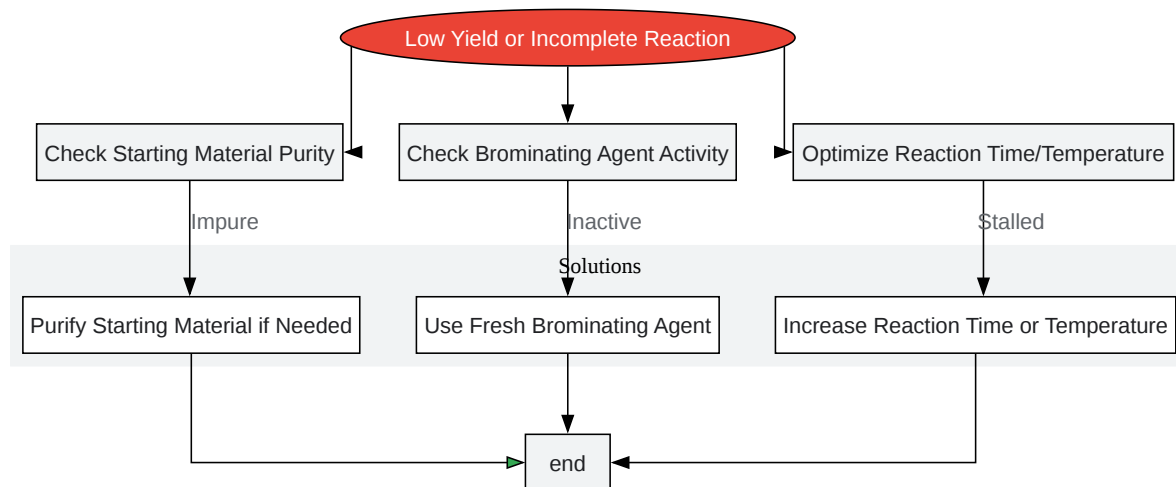 Low Yield or Incomplete Reaction
Check Starting Material Purity
Check Brominating Agent Activity
Optimize Reaction Time/Temperature
Impure
Inactive
Stalled
Solutions
Purify Starting Material if Needed
Use Fresh Brominating Agent
Increase Reaction Time or Temperature
end